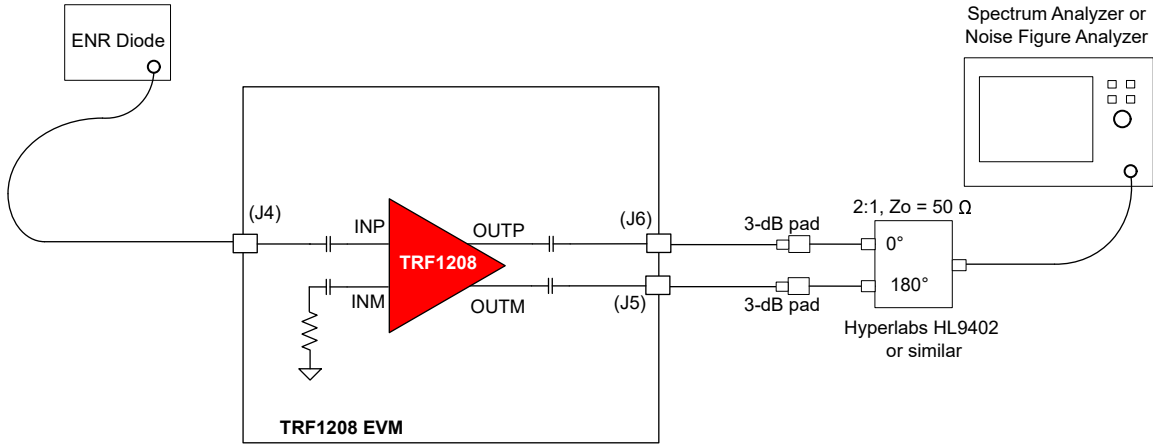 ENR Diode
Spectrum Analyzer or
Noise Figure Analyzer
(J4)
INP
INM
TRF1208
OUTP
OUTM
(J6)
(J5)
3-dB pad
3-dB pad
2:1, Zo = 50 Ω
0°
180°
Hyperlabs HL9402
or similar
TRF1208 EVM